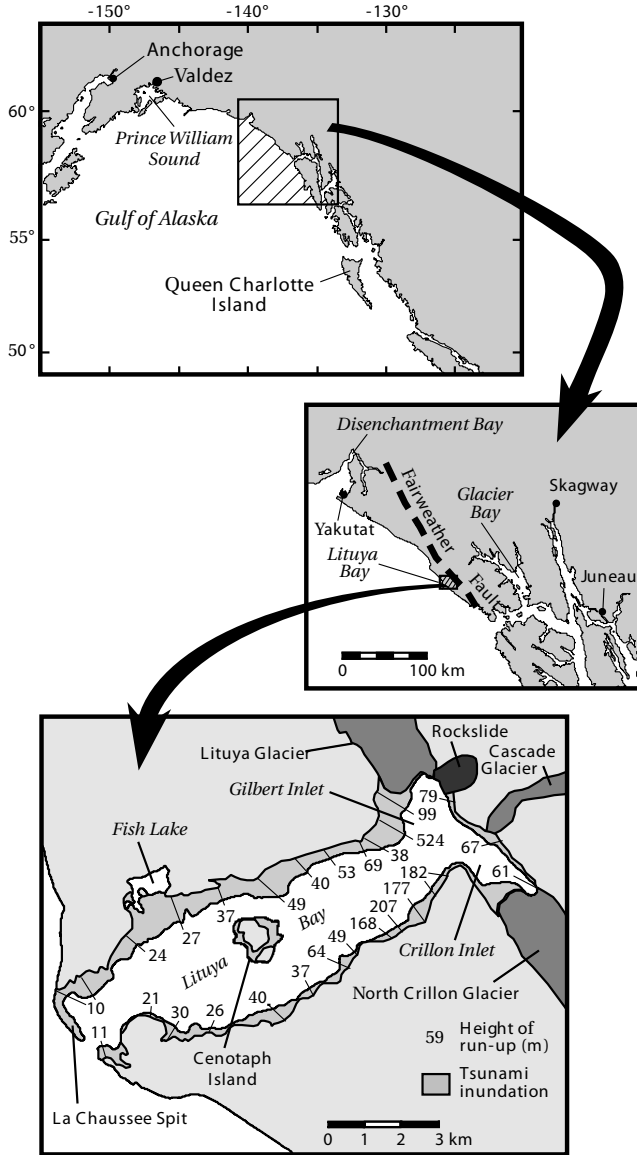 -150°
-140°
-130°
Anchorage
Valdez
60°
Prince William
Sound
Gulf of Alaska
55°
Queen Charlotte
Island
50°
Disenchantment Bay
Fairweather
Fault
Glacier
Bay
Skagway
Yakutat
Lituya
Bay
Juneau
0
100 km
Rockslide
Lituya Glacier
Cascade
Glacier
Gilbert Inlet
79
99
524
Fish Lake
38
67
69
53
182
61
40
177
49
207
37
Bay
168
27
49
Crillon Inlet
24
64
Lituya
37
North Crillon Glacier
10
21
40
30
26
11
59
Height of
run-up (m)
Cenotaph
Island
Tsunami
inundation
La Chaussee Spit
0
1
2
3 km